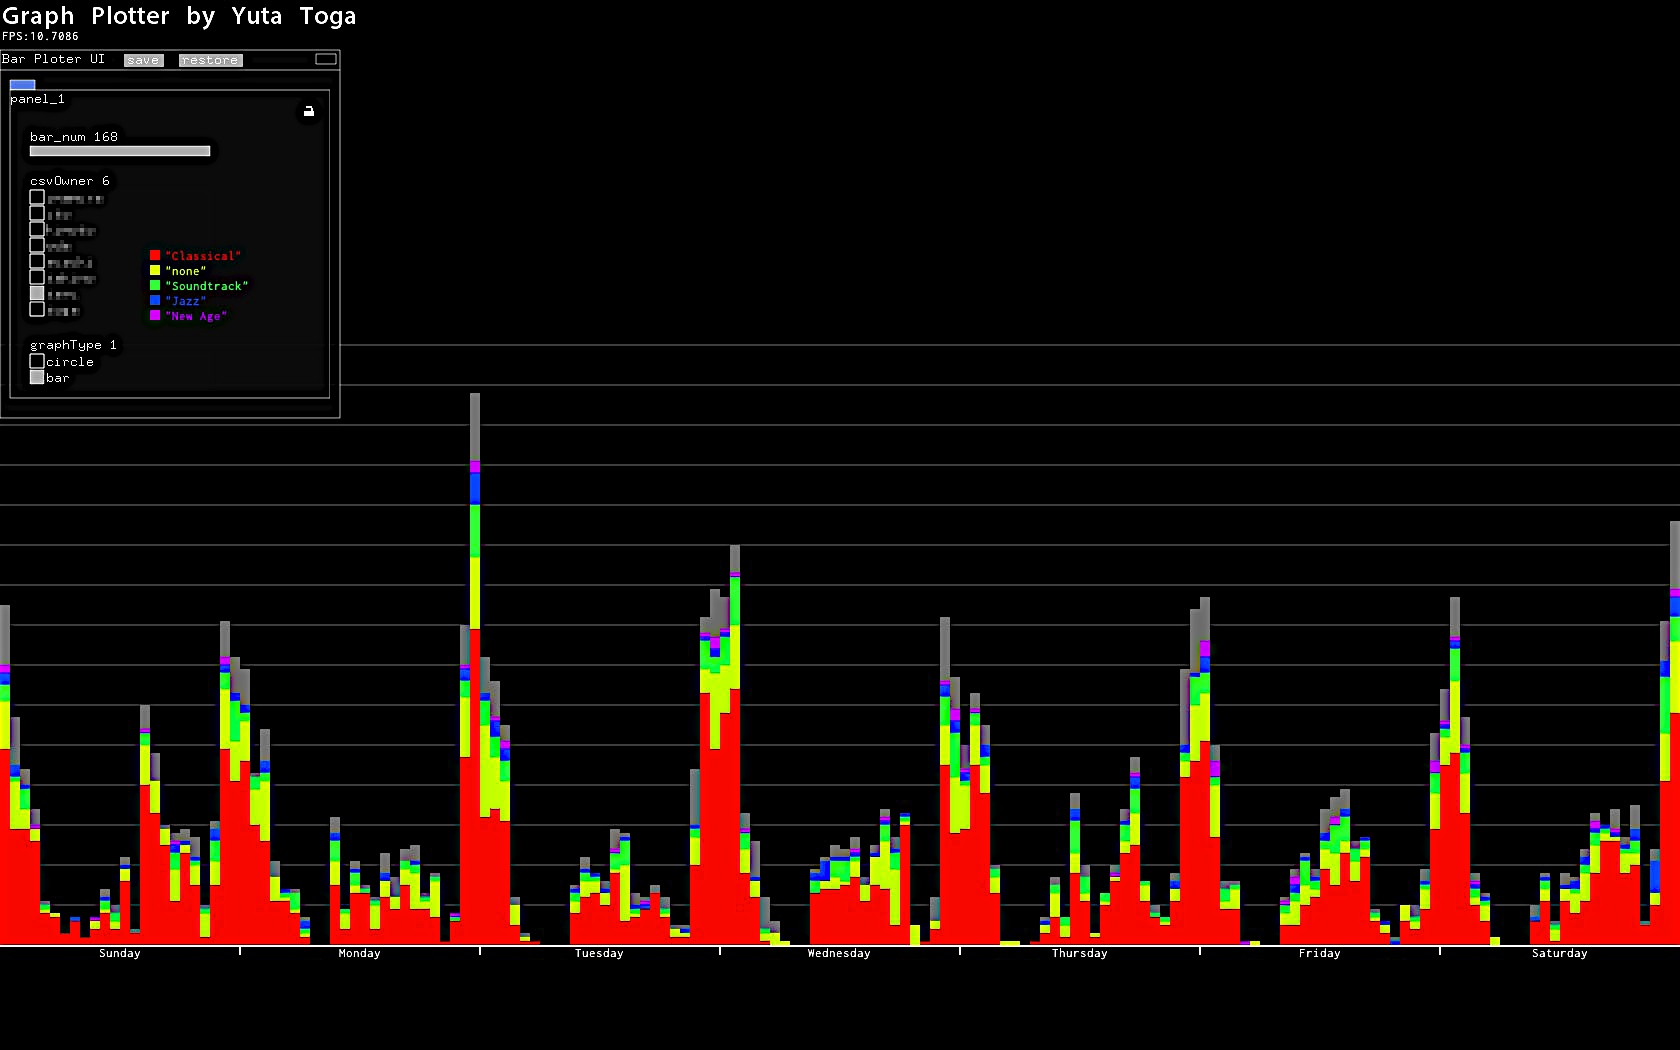 Graph Plotter by Yuta Toga
FPS:10.7086
Bar Ploter UI save restore
panel_1
bar_num 168
csvOwner 6
"Classical"
"none"
"Soundtrack"
"Jazz"
"New Age"
graphType 1
circle
bar
Sunday Monday Tuesday Wednesday Thursday Friday Saturday